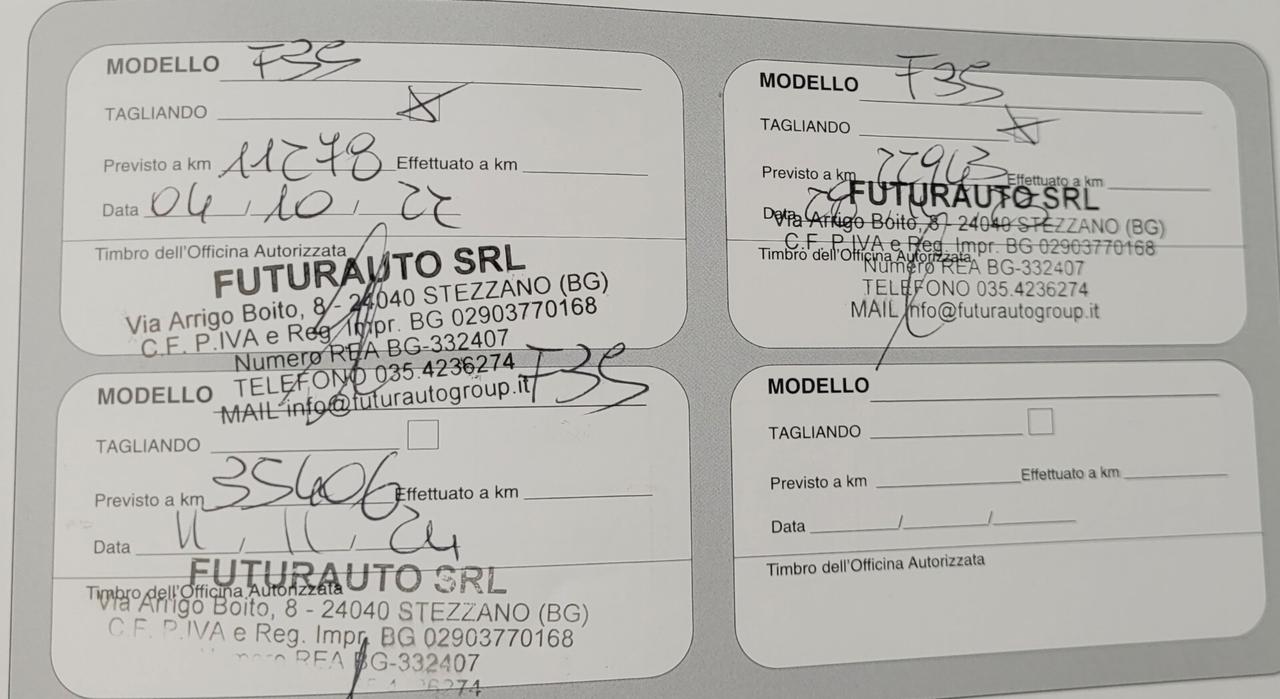 MODELLO F35
TAGLIANDO
Previsto a km 11278 Effettuato a km
Data 04 / 10 / 22
Timbro dell'Officina Autorizzata
FUTURAUTO SRL
Via Arrigo Boito, 8 - 24040 STEZZANO (BG)
C.F. P.IVA e Reg. Impr. BG 02903770168
Numero REA BG-332407
TELEFONO 035.4236274
MAIL info@futurautogroup.it
MODELLO F35
TAGLIANDO
Previsto a km 22963 Effettuato a km
Data
FUTURAUTO SRL
Via Arrigo Boito, 8 - 24040 STEZZANO (BG)
C.F. P.IVA e Reg. Impr. BG 02903770168
Timbro dell'Officina Autorizzata
Numero REA BG-332407
TELEFONO 035.4236274
MAIL info@futurautogroup.it
MODELLO F35
TAGLIANDO
Previsto a km 35406 Effettuato a km
Data 11 / 11 / 24
FUTURAUTO SRL
Timbro dell'Officina Autorizzata
Via Arrigo Boito, 8 - 24040 STEZZANO (BG)
C.F. P.IVA e Reg. Impr. BG 02903770168
Numero REA BG-332407
MODELLO
TAGLIANDO
Previsto a km Effettuato a km
Data / /
Timbro dell'Officina Autorizzata